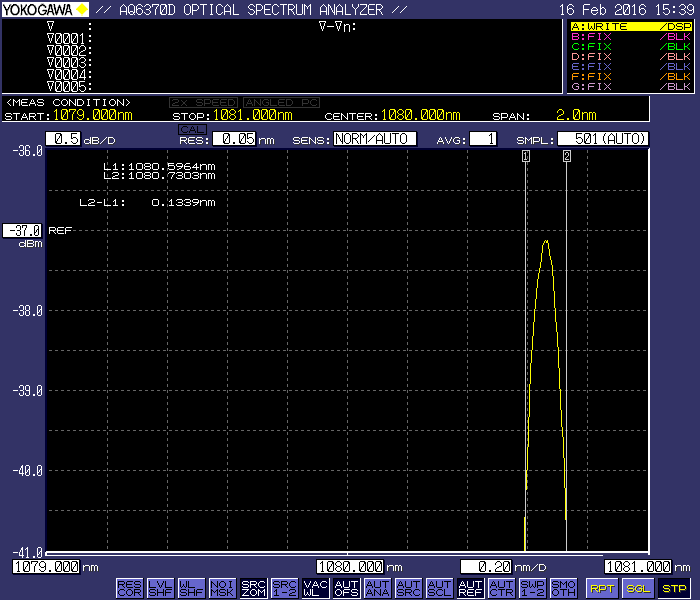 YOKOGAWA // AQ6370D OPTICAL SPECTRUM ANALYZER // 16 Feb 2016 15:39
∇ : ∇-∇n:
∇0001:
∇0002:
∇0003:
∇0004:
∇0005:
A:WRITE /DSP
B:FIX /BLK
C:FIX /BLK
D:FIX /BLK
E:FIX /BLK
F:FIX /BLK
G:FIX /BLK
<MEAS CONDITION> 2x SPEED ANGLED PC
START:1079.000nm STOP:1081.000nm CENTER:1080.000nm SPAN: 2.0nm
CAL
0.5 dB/D RES: 0.05 nm SENS: NORM/AUTO AVG: 1 SMPL: 501(AUTO)
-36.0
1 2
L1:1080.5964nm
L2:1080.7303nm
L2-L1: 0.1339nm
-37.0 REF
dBm
-38.0
-39.0
-40.0
-41.0
1079.000 nm 1080.000 nm 0.20 nm/D 1081.000 nm
RES COR LVL SHF WL SHF NOI MSK SRC ZOM SRC 1-2 VAC WL AUT OFS AUT ANA AUT SRC AUT SCL AUT REF AUT CTR SWP 1-2 SMO OTH RPT SGL STP